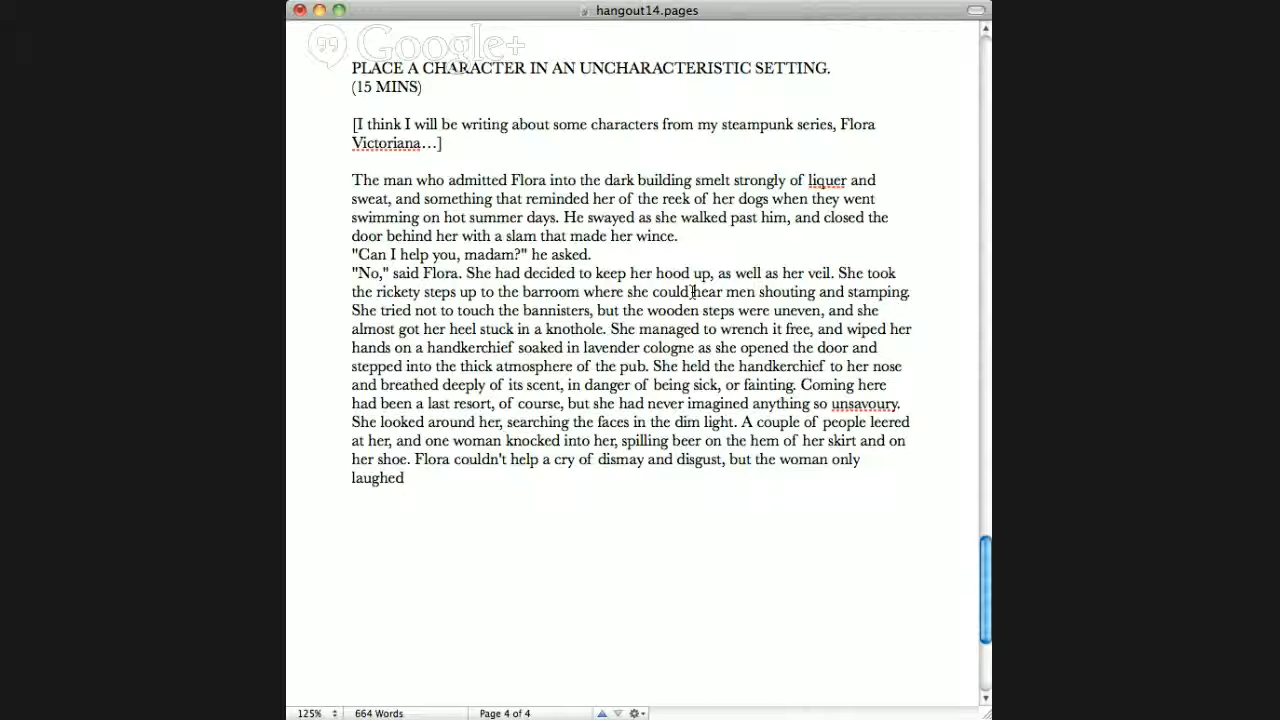 hangout14.pages
Google+
PLACE A CHARACTER IN AN UNCHARACTERISTIC SETTING.
(15 MINS)
[I think I will be writing about some characters from my steampunk series, Flora
Victoriana…]
The man who admitted Flora into the dark building smelt strongly of liquer and
sweat, and something that reminded her of the reek of her dogs when they went
swimming on hot summer days. He swayed as she walked past him, and closed the
door behind her with a slam that made her wince.
"Can I help you, madam?" he asked.
"No," said Flora. She had decided to keep her hood up, as well as her veil. She took
the rickety steps up to the barroom where she could hear men shouting and stamping.
She tried not to touch the bannisters, but the wooden steps were uneven, and she
almost got her heel stuck in a knothole. She managed to wrench it free, and wiped her
hands on a handkerchief soaked in lavender cologne as she opened the door and
stepped into the thick atmosphere of the pub. She held the handkerchief to her nose
and breathed deeply of its scent, in danger of being sick, or fainting. Coming here
had been a last resort, of course, but she had never imagined anything so unsavoury.
She looked around her, searching the faces in the dim light. A couple of people leered
at her, and one woman knocked into her, spilling beer on the hem of her skirt and on
her shoe. Flora couldn't help a cry of dismay and disgust, but the woman only
laughed
125% 664 Words Page 4 of 4